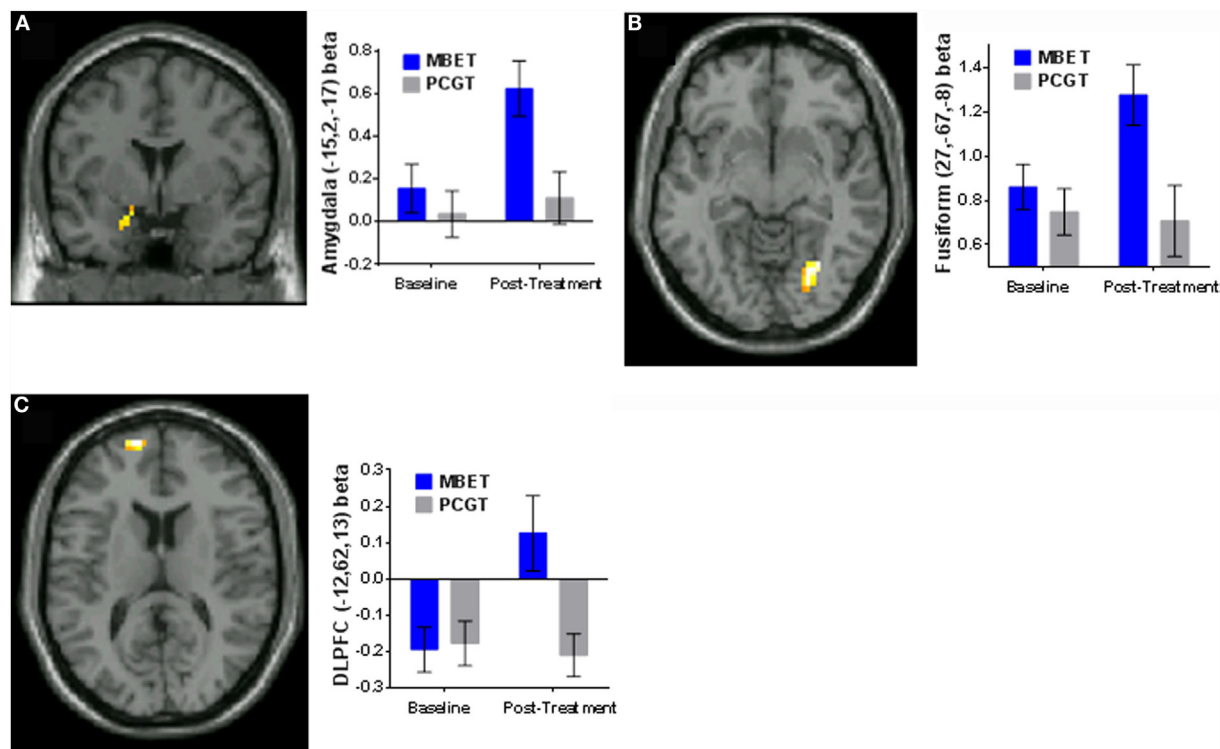 A
Amygdala (-15,2,-17) beta
0.8
0.6
0.4
0.2
0.0
-0.2
MBET
PCGT
Baseline Post-Treatment
B
Fusiform (27,-67,-8) beta
1.4
1.2
1.0
0.8
0.6
MBET
PCGT
Baseline Post-Treatment
C
DLPFC (-12,62,13) beta
0.3
0.2
0.1
0.0
-0.1
-0.2
-0.3
MBET
PCGT
Baseline Post-Treatment